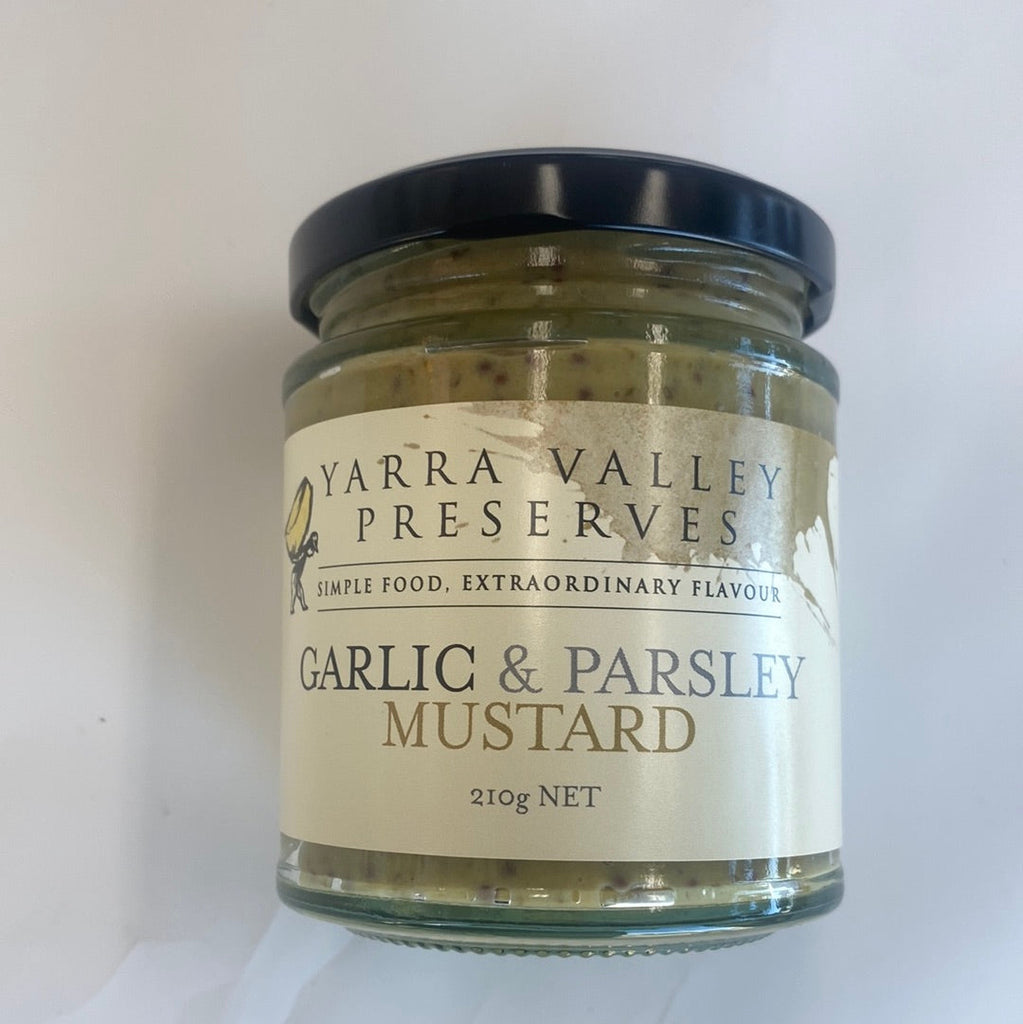 YARRA VALLEY
PRESERVES
SIMPLE FOOD, EXTRAORDINARY FLAVOUR
GARLIC & PARSLEY
MUSTARD
210g NET